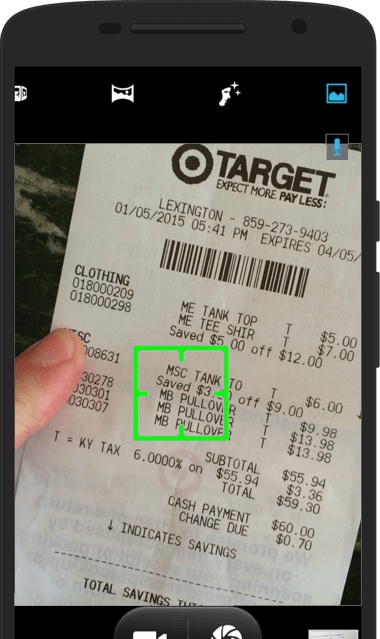 TARGET
EXPECT MORE. PAY LESS.
LEXINGTON - 859-273-9403
01/05/2015 05:41 PM EXPIRES 04/05/
CLOTHING
018000209 ME TANK TOP T $5.00
018000298 ME TEE SHIR T $7.00
Saved $5.00 off $12.00
008631 MSC TANK TO T $6.00 ↓
Saved $3. off $9.00
030278 MB PULLOVER T $9.98
030301 MB PULLOVER T $13.98
030307 MB PULLOVER T $13.98
SUBTOTAL $55.94
T = KY TAX 6.0000% on $55.94 $3.36
TOTAL $59.30
CASH PAYMENT $60.00
CHANGE DUE $0.70
↓ INDICATES SAVINGS
TOTAL SAVINGS